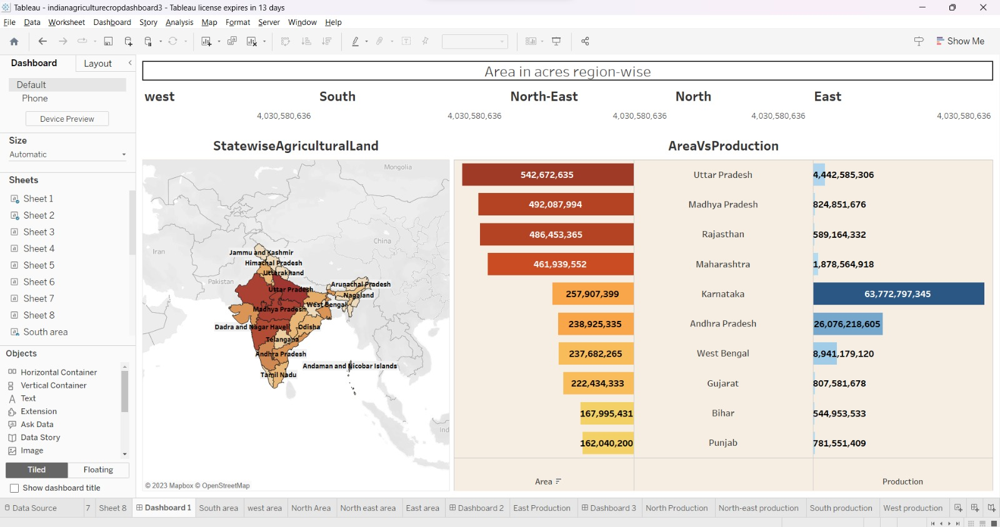 Tableau - indianagriculturecropdashboard3 - Tableau license expires in 13 days
File Data Worksheet Dashboard Story Analysis Map Format Server Window Help
Show Me
Dashboard Layout
Default
Phone
Device Preview
Size
Automatic
Sheets
Sheet 1
Sheet 2
Sheet 3
Sheet 4
Sheet 5
Sheet 6
Sheet 7
Sheet 8
South area
Objects
Horizontal Container
Vertical Container
Text
Extension
Ask Data
Data Story
Image
Tiled Floating
Show dashboard title
Area in acres region-wise
west South North-East North East
4,030,580,636 4,030,580,636 4,030,580,636 4,030,580,636 4,030,580,636
StatewiseAgriculturalLand
Mongolia
China
Iran
Jammu and Kashmir
Himachal Pradesh
Uttarakhand
Pakistan
Arunachal Pradesh
Uttar Pradesh
Nagaland
West Bengal
Madhya Pradesh
Dadra and Nagar Haveli
Odisha
Telangana
Andhra Pradesh
Andaman and Nicobar Islands
Tamil Nadu
Ind
© 2023 Mapbox © OpenStreetMap
AreaVsProduction
542,672,635 Uttar Pradesh 4,442,585,306
492,087,994 Madhya Pradesh 824,851,676
486,453,365 Rajasthan 589,164,332
461,939,552 Maharashtra 1,878,564,918
257,907,399 Karnataka 63,772,797,345
238,925,335 Andhra Pradesh 26,076,218,605
237,682,265 West Bengal 8,941,179,120
222,434,333 Gujarat 807,581,678
167,995,431 Bihar 544,953,533
162,040,200 Punjab 781,551,409
Area Production
Data Source 7 Sheet 8 Dashboard 1 South area west area North Area North east area East area Dashboard 2 East Production Dashboard 3 North Production North-east production South production West production